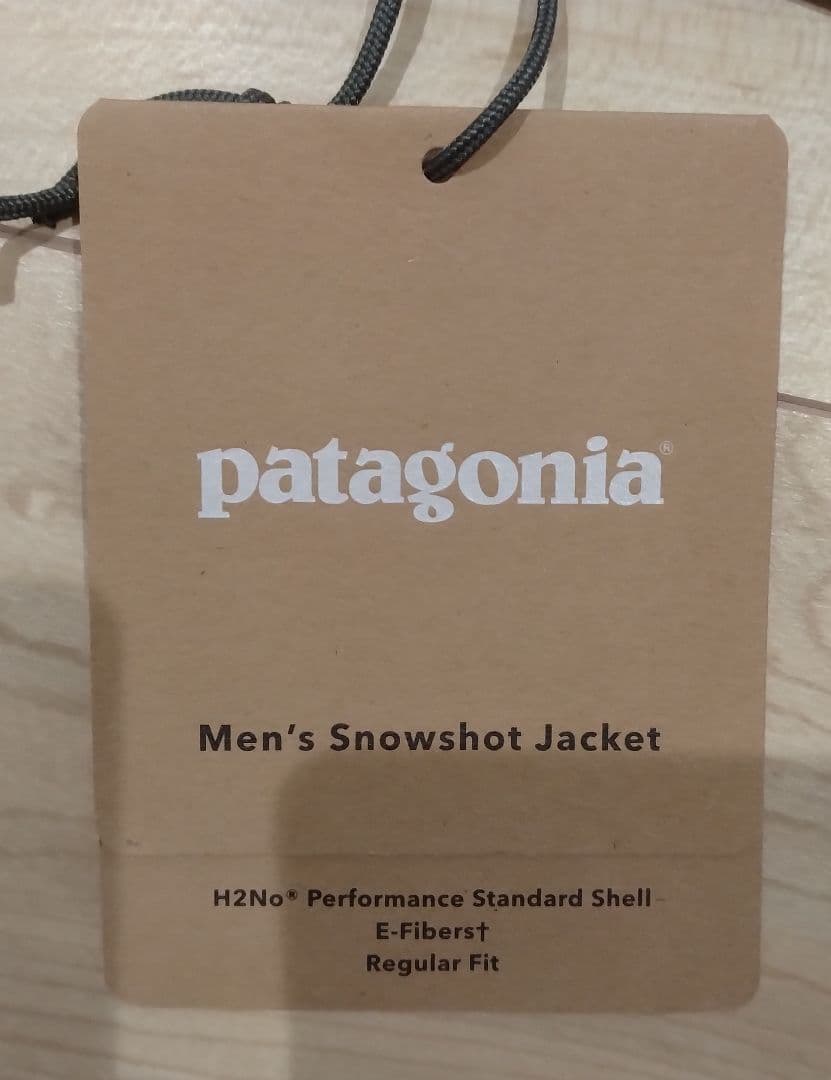 patagonia®
Men's Snowshot Jacket
H2No® Performance Standard Shell
E-Fibers†
Regular Fit